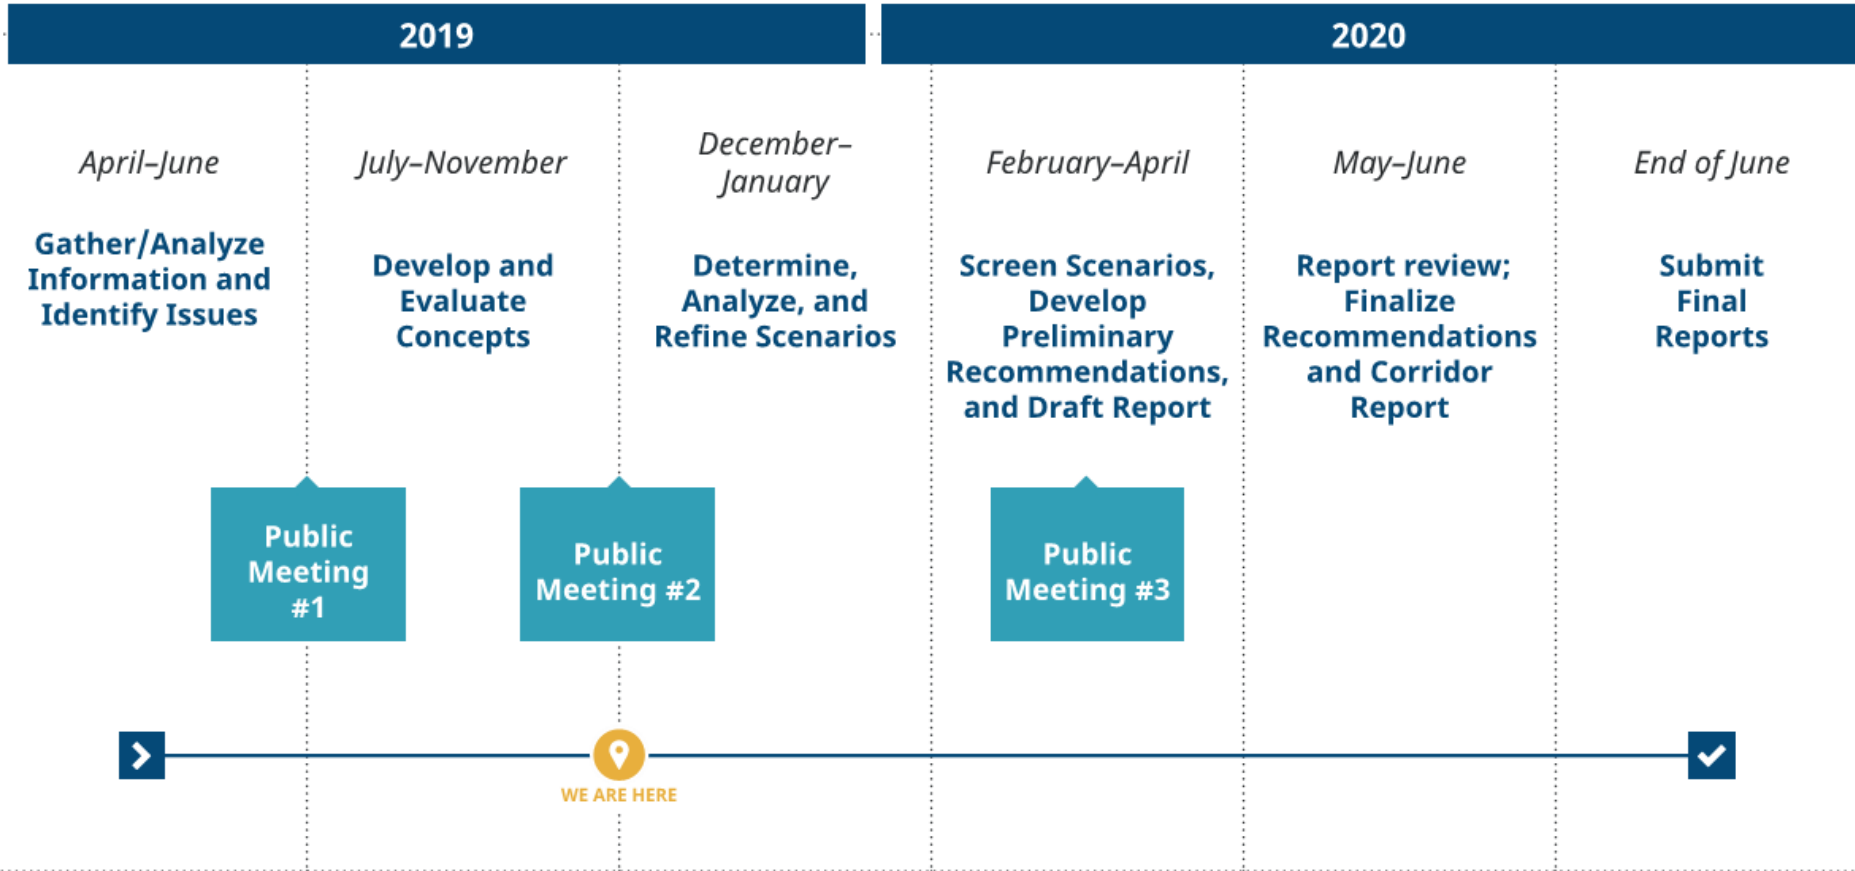 2019
2020
April–June
Gather/Analyze
Information and
Identify Issues
July–November
Develop and
Evaluate
Concepts
December–
January
Determine,
Analyze, and
Refine Scenarios
February–April
Screen Scenarios,
Develop
Preliminary
Recommendations,
and Draft Report
May–June
Report review;
Finalize
Recommendations
and Corridor
Report
End of June
Submit
Final
Reports
Public
Meeting
#1
Public
Meeting #2
Public
Meeting #3
WE ARE HERE